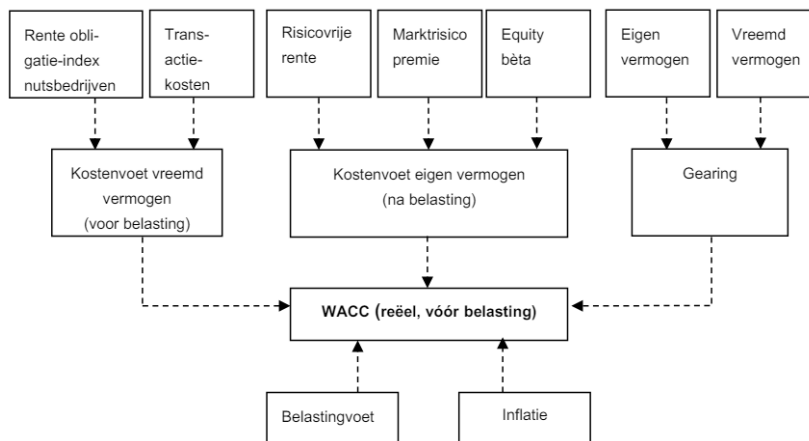 Rente obli-
gatie-index
nutsbedrijven
Trans-
actie-
kosten
Risicovrije
rente
Marktrisico
premie
Equity
bèta
Eigen
vermogen
Vreemd
vermogen
Kostenvoet vreemd
vermogen
(voor belasting)
Kostenvoet eigen vermogen
(na belasting)
Gearing
WACC (reëel, vóór belasting)
Belastingvoet
Inflatie